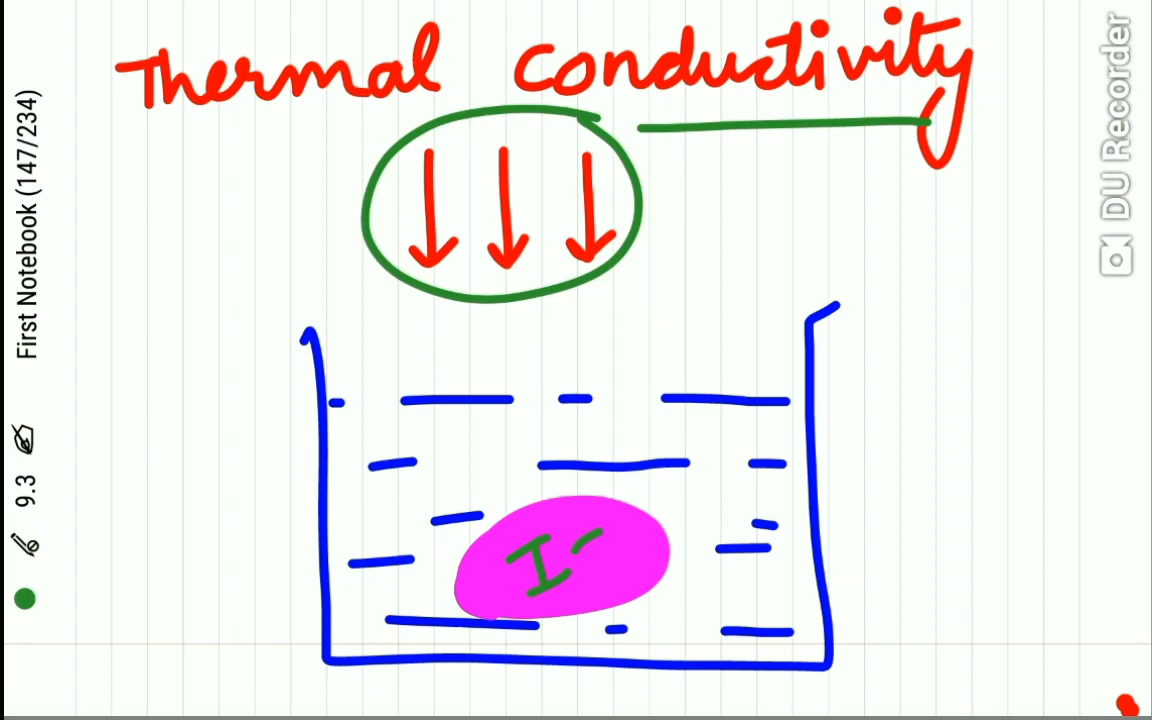 Thermal conductivity
I-
First Notebook (147/234)
9.3
DU Recorder